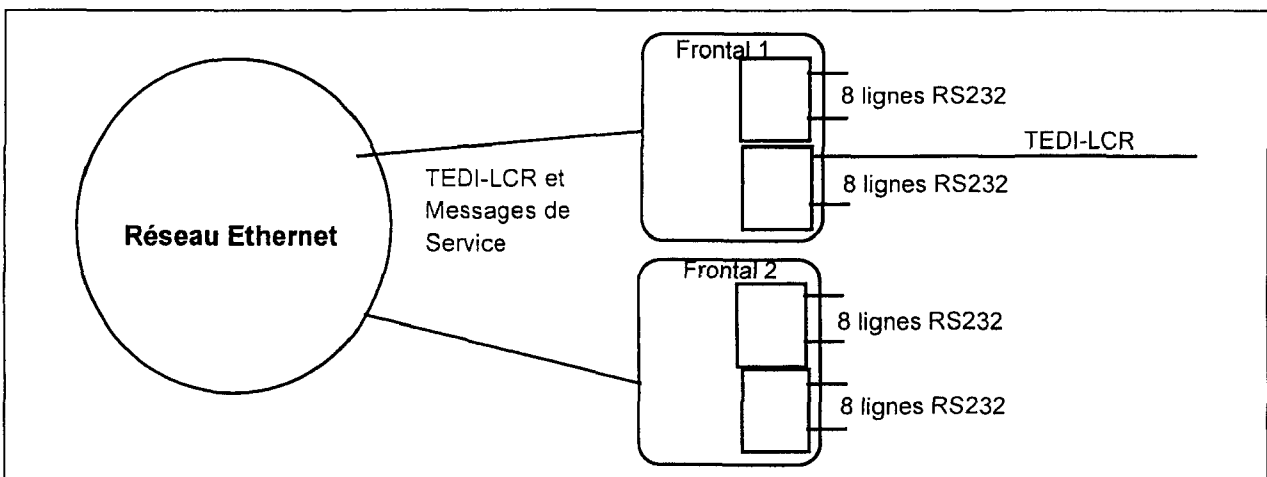 Frontal 1
8 lignes RS232
TEDI-LCR
8 lignes RS232
TEDI-LCR et
Messages de
Service
Réseau Ethernet
Frontal 2
8 lignes RS232
8 lignes RS232